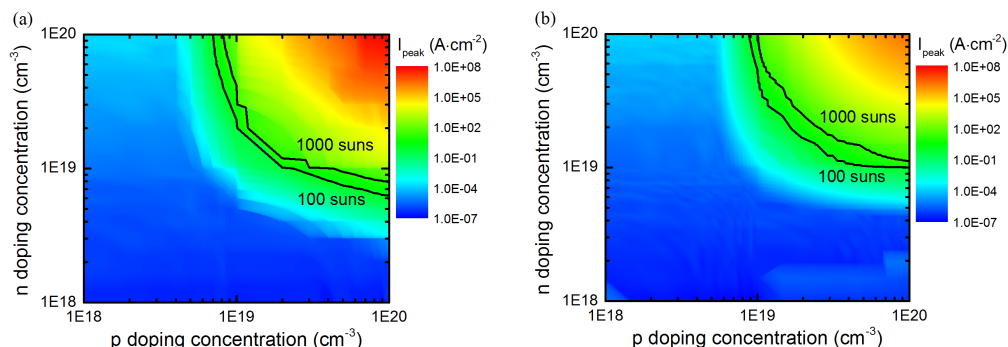 (a)
1E20
1E19
1E18
n doping concentration (cm-3)
1E18
1E19
1E20
p doping concentration (cm-3)
1000 suns
100 suns
Ipeak (A·cm-2)
1.0E+08
1.0E+05
1.0E+02
1.0E-01
1.0E-04
1.0E-07
(b)
1E20
1E19
1E18
n doping concentration (cm-3)
1E18
1E19
1E20
p doping concentration (cm-3)
1000 suns
100 suns
Ipeak (A·cm-2)
1.0E+08
1.0E+05
1.0E+02
1.0E-01
1.0E-04
1.0E-07